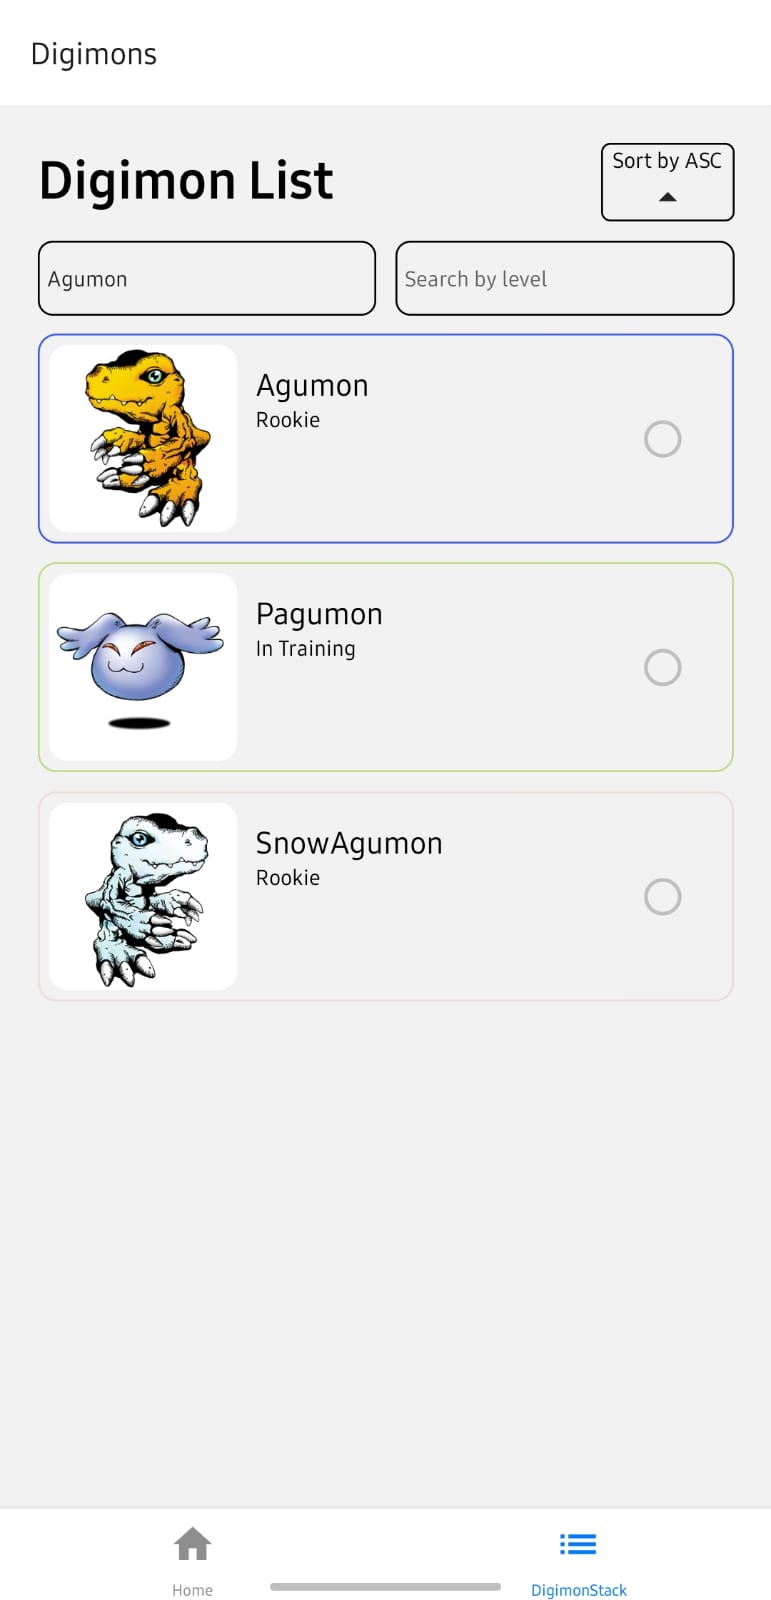 Digimons
Digimon List
Sort by ASC
Agumon
Search by level
Agumon
Rookie
Pagumon
In Training
SnowAgumon
Rookie
Home
DigimonStack